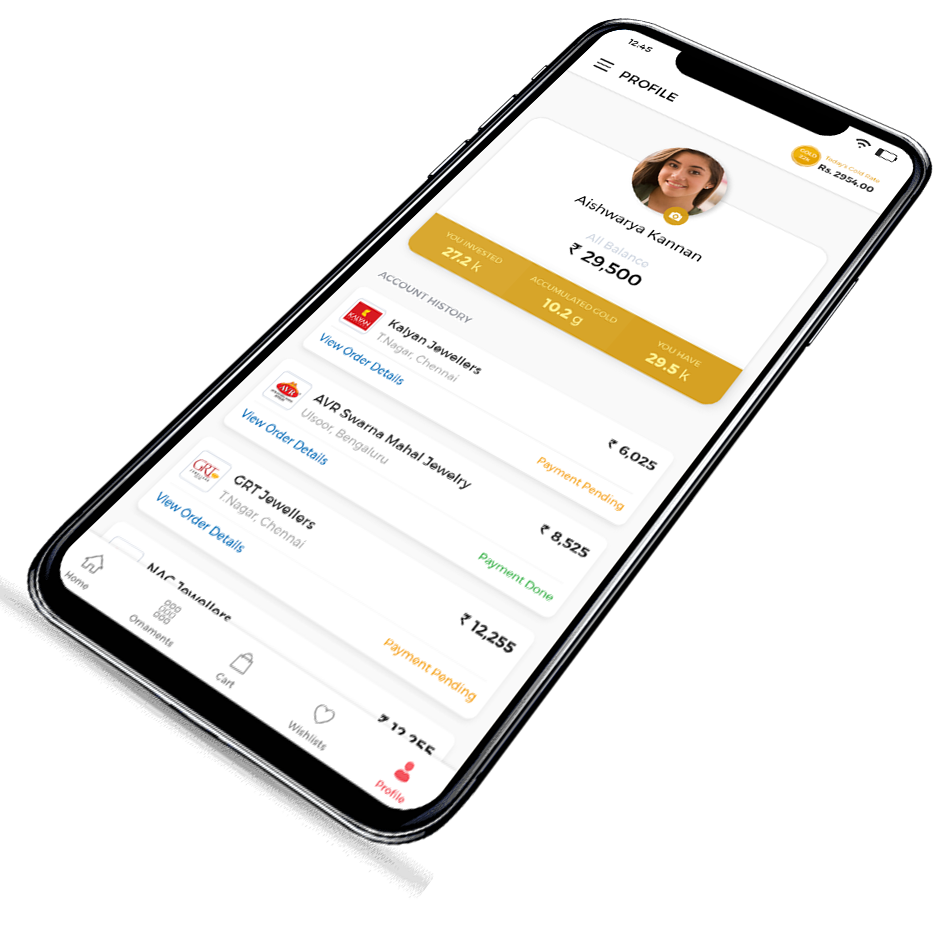 12.45
PROFILE
GOLD
22K
Today's Gold Rate
Rs. 2954.00
Aishwarya Kannan
All Balance
₹ 29,500
YOU INVESTED
27.2 k
ACCUMULATED GOLD
10.2 g
YOU HAVE
29.5 k
ACCOUNT HISTORY
KALYAN
Kalyan Jewellers
T.Nagar, Chennai
₹ 6,025
View Order Details
Payment Pending
AVR
AVR Swarna Mahal Jewelry
Ulsoor, Bengaluru
₹ 8,525
View Order Details
Payment Done
GRT
GRT Jewellers
T.Nagar, Chennai
₹ 12,255
View Order Details
Payment Pending
NAC Jewellers
₹ 12,255
Home
Ornaments
Cart
Wishlists
Profile